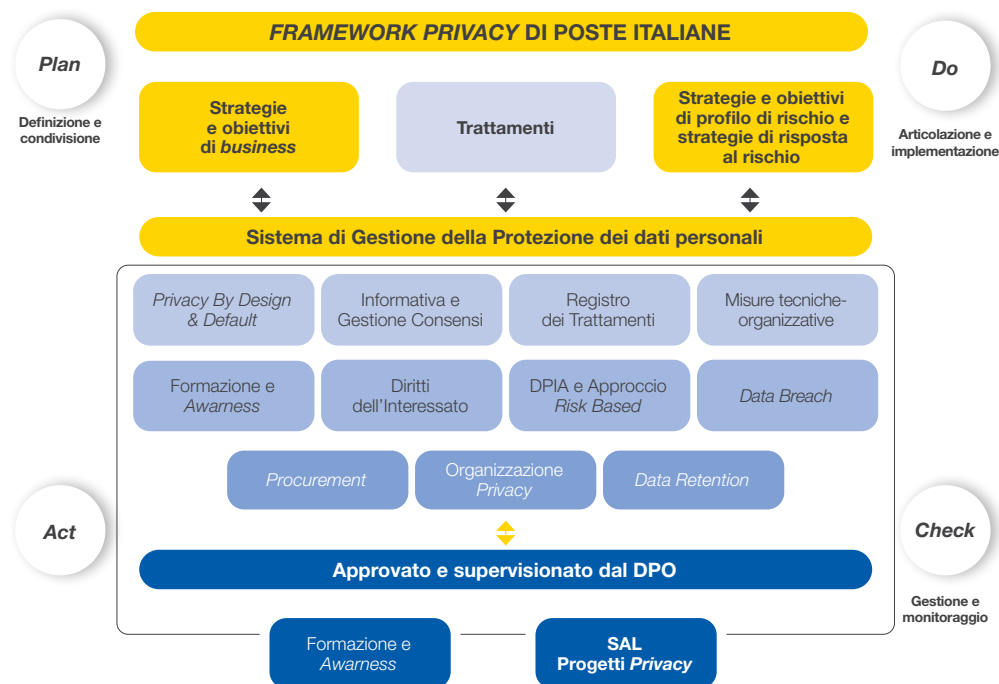 FRAMEWORK PRIVACY DI POSTE ITALIANE
Plan
Definizione e
condivisione
Do
Articolazione e
implementazione
Strategie
e obiettivi
di business
Trattamenti
Strategie e obiettivi
di profilo di rischio e
strategie di risposta
al rischio
Sistema di Gestione della Protezione dei dati personali
Privacy By Design
& Default
Informativa e
Gestione Consensi
Registro
dei Trattamenti
Misure tecniche-
organizzative
Formazione e
Awarness
Diritti
dell'Interessato
DPIA e Approccio
Risk Based
Data Breach
Procurement
Organizzazione
Privacy
Data Retention
Act
Check
Gestione e
monitoraggio
Approvato e supervisionato dal DPO
Formazione e
Awarness
SAL
Progetti Privacy